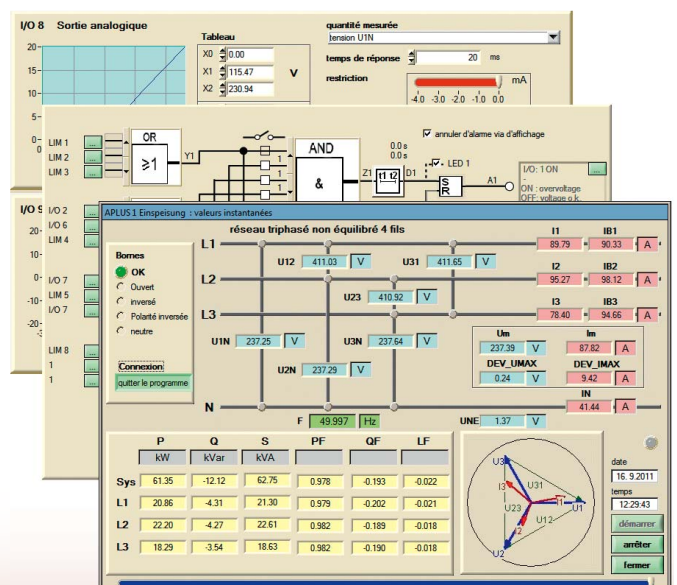 I/O 8 Sortie analogique
Tableau
quantité mesurée
tension U1N
X0 0.00
X1 115.47 V
X2 230.94
temps de réponse 20 ms
restriction
mA
-4.0 -3.0 -2.0 -1.0 0.0
20
15
10
5
0
LIM 1 ...
LIM 2 ...
LIM 3 ...
OR
≥1
Y1
1
1
AND
&
0.0 s
0.0 s
Z1 t1 t2 D1
annuler d'alarme via d'affichage
LED 1
S
R
A1
I/O: 1 ON ...
-
ON : overvoltage
OFF: voltage o.k.
I/O 9
20
10
0
-10
-20
I/O 2 ...
I/O 6 ...
LIM 4 ...
I/O 7 ...
LIM 5 ...
I/O 7 ...
LIM 8 ...
1 ...
1 ...
APLUS 1 Einspeisung : valeurs instantanées
réseau triphasé non équilibré 4 fils
Bornes
OK
Ouvert
inversé
Polarité inversée
neutre
Connexion
quitter le programme
L1
L2
L3
N
U12 411.03 V
U31 411.65 V
U23 410.92 V
U1N 237.25 V
U3N 237.64 V
U2N 237.29 V
I1 IB1
89.79 90.33 A
I2 IB2
95.27 98.12 A
I3 IB3
78.40 94.66 A
Um Im
237.39 V 87.82 A
DEV_UMAX DEV_IMAX
0.24 V 9.42 A
IN
41.44 A
F 49.997 Hz
UNE 1.37 V
P Q S PF QF LF
kW kVar kVA
Sys 61.35 -12.12 62.75 0.978 -0.193 -0.022
L1 20.86 -4.31 21.30 0.979 -0.202 -0.021
L2 22.20 -4.27 22.61 0.982 -0.189 -0.018
L3 18.29 -3.54 18.63 0.982 -0.190 -0.018
U3
I3
U31
I1
U1
U23
U12
I2
U2
date
16. 9.2011
temps
12:29:43
démarrer
arrêter
fermer